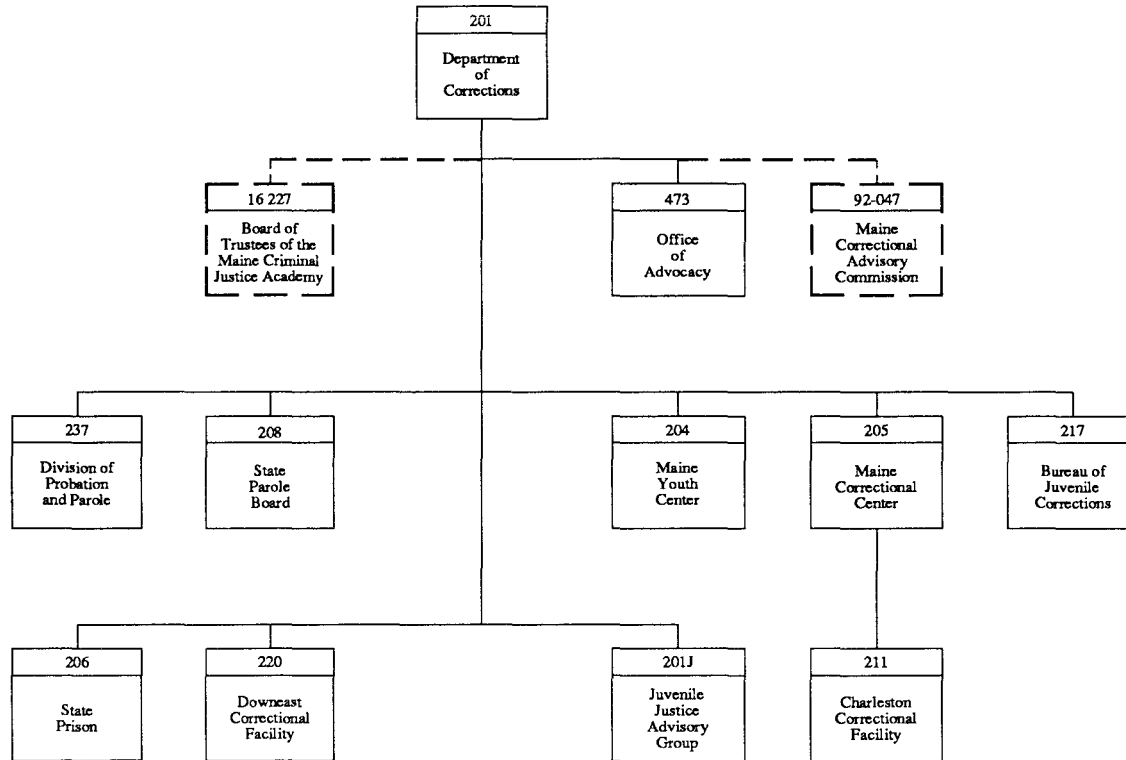 201
Department
of
Corrections
16 227
Board of
Trustees of the
Maine Criminal
Justice Academy
473
Office
of
Advocacy
92-047
Maine
Correctional
Advisory
Commission
237
Division of
Probation
and Parole
208
State
Parole
Board
204
Maine
Youth
Center
205
Maine
Correctional
Center
217
Bureau of
Juvenile
Corrections
206
State
Prison
220
Downeast
Correctional
Facility
201J
Juvenile
Justice
Advisory
Group
211
Charleston
Correctional
Facility